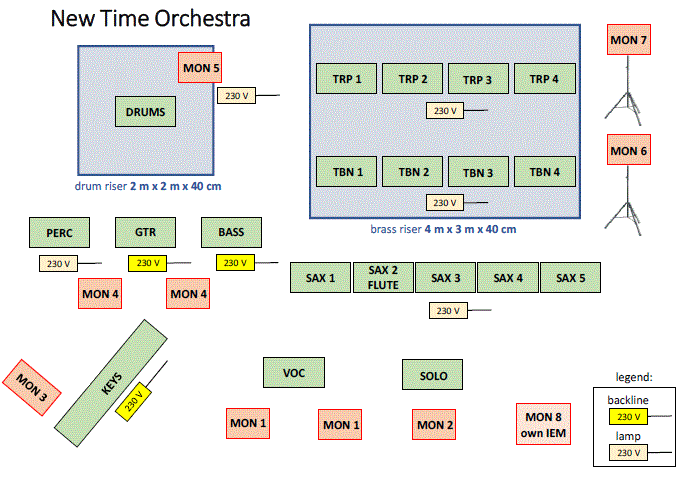 New Time Orchestra
MON 5
230 V
DRUMS
drum riser 2 m x 2 m x 40 cm
TRP 1
TRP 2
TRP 3
TRP 4
230 V
TBN 1
TBN 2
TBN 3
TBN 4
230 V
brass riser 4 m x 3 m x 40 cm
MON 7
MON 6
PERC
GTR
BASS
230 V
230 V
230 V
MON 4
MON 4
SAX 1
SAX 2
FLUTE
SAX 3
SAX 4
SAX 5
230 V
MON 3
KEYS
230 V
VOC
SOLO
MON 1
MON 1
MON 2
MON 8
own IEM
legend:
backline
230 V
lamp
230 V